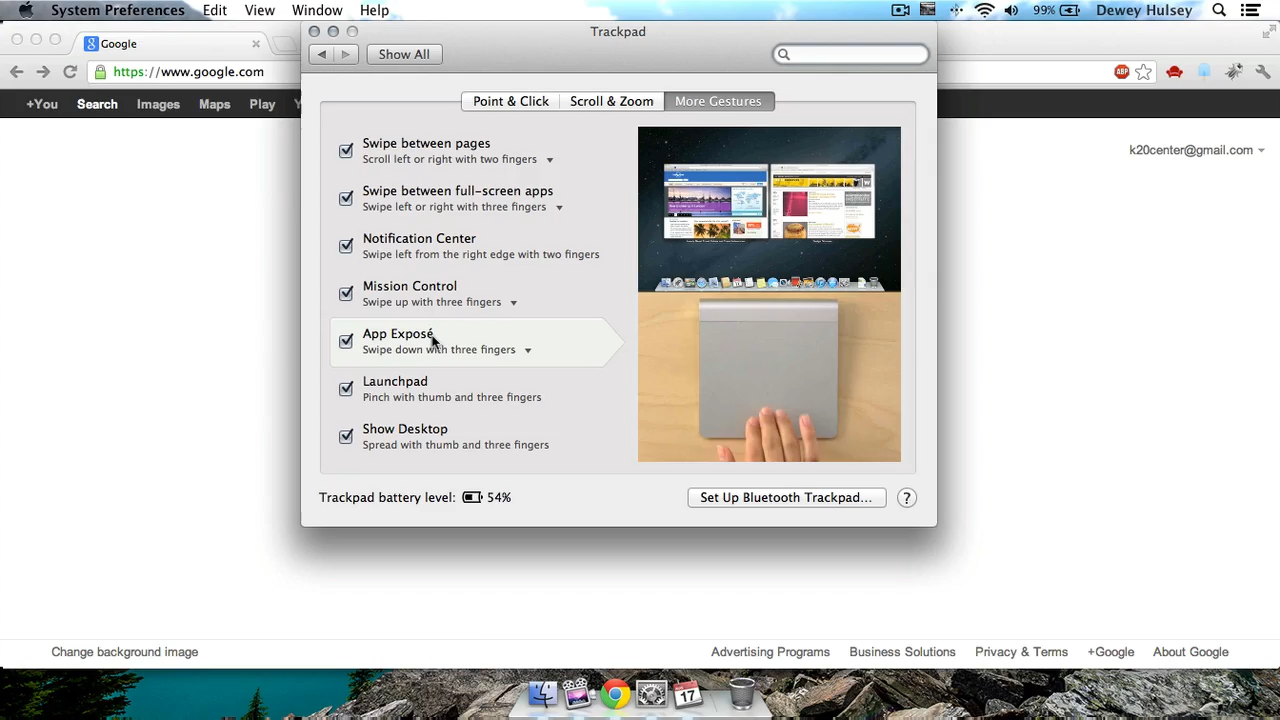 System Preferences Edit View Window Help 99% Dewey Hulsey
Trackpad
Google
Show All
https://www.google.com
ABP
+You Search Images Maps Play
Point & Click Scroll & Zoom More Gestures
k20center@gmail.com
Swipe between pages
Scroll left or right with two fingers
Swipe between full-screen apps
Swipe left or right with three fingers
Notification Center
Swipe left from the right edge with two fingers
Mission Control
Swipe up with three fingers
App Exposé
Swipe down with three fingers
Launchpad
Pinch with thumb and three fingers
Show Desktop
Spread with thumb and three fingers
Trackpad battery level: 54% Set Up Bluetooth Trackpad... ?
Change background image Advertising Programs Business Solutions Privacy & Terms +Google About Google
17